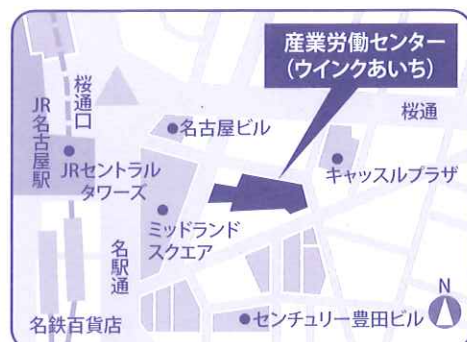 産業労働センター
(ウインクあいち)
桜通
桜通口
JR名古屋駅
名古屋ビル
JRセントラル
タワーズ
キャッスルプラザ
ミッドランド
スクエア
名駅通
N
名鉄百貨店
センチュリー豊田ビル